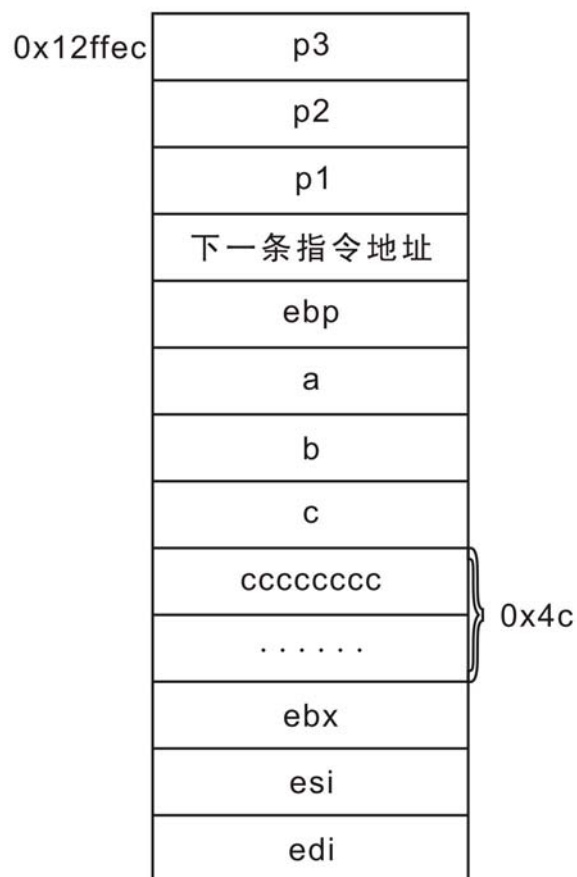 0x12ffec
p3
p2
p1
下一条指令地址
ebp
a
b
c
cccccccc
......
0x4c
ebx
esi
edi